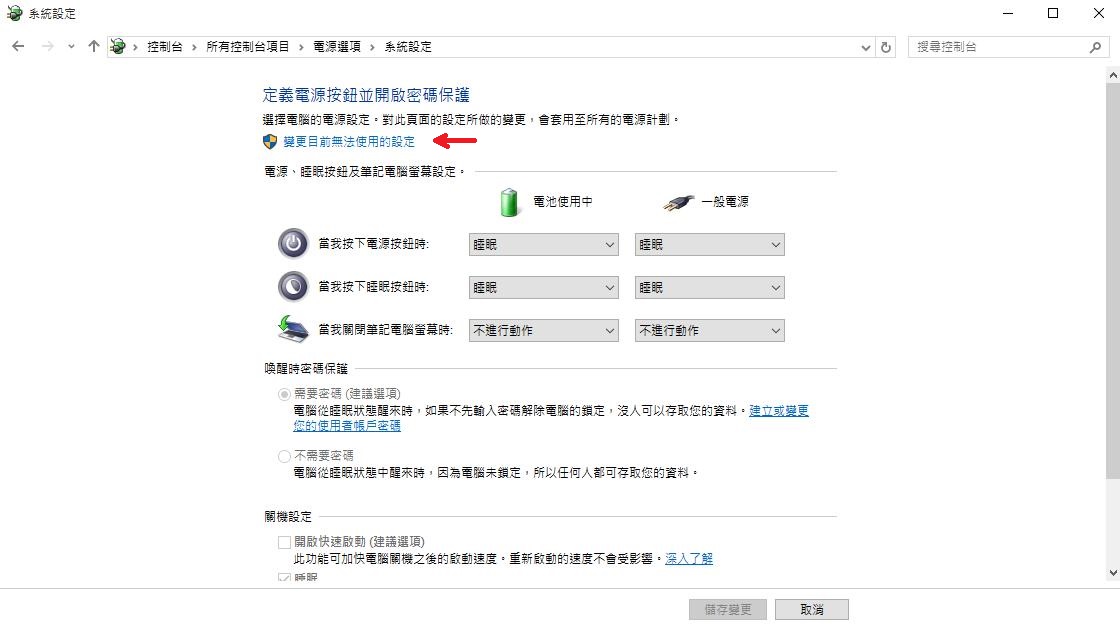 系統設定
控制台 › 所有控制台項目 › 電源選項 › 系統設定
搜尋控制台
定義電源按鈕並開啟密碼保護
選擇電腦的電源設定。對此頁面的設定所做的變更，會套用至所有的電源計劃。
變更目前無法使用的設定
電源、睡眠按鈕及筆記電腦螢幕設定。
電池使用中 一般電源
當我按下電源按鈕時: 睡眠 睡眠
當我按下睡眠按鈕時: 睡眠 睡眠
當我關閉筆記電腦螢幕時: 不進行動作 不進行動作
喚醒時密碼保護
需要密碼 (建議選項)
電腦從睡眠狀態醒來時，如果不先輸入密碼解除電腦的鎖定，沒人可以存取您的資料。建立或變更
您的使用者帳戶密碼
不需要密碼
電腦從睡眠狀態中醒來時，因為電腦未鎖定，所以任何人都可存取您的資料。
關機設定
開啟快速啟動 (建議選項)
此功能可加快電腦關機之後的啟動速度。重新啟動的速度不會受影響。深入了解
睡眠
儲存變更 取消